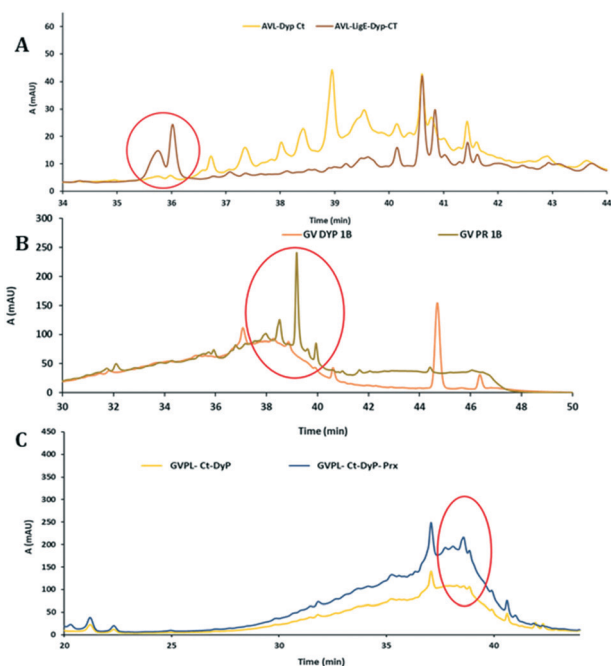 A
AVL-Dyp Ct
AVL-LigE-Dyp-CT
A (mAU)
60
50
40
30
20
10
0
34 35 36 37 38 39 40 41 42 43 44
Time (min)
B
GV DYP 1B
GV PR 1B
A (mAU)
300
250
200
150
100
50
0
30 32 34 36 38 40 42 44 46 48 50
Time (min)
C
GVPL- Ct-DyP
GVPL- Ct-DyP- Prx
A (mAU)
450
400
350
300
250
200
150
100
50
0
20 25 30 35 40
Time (min)